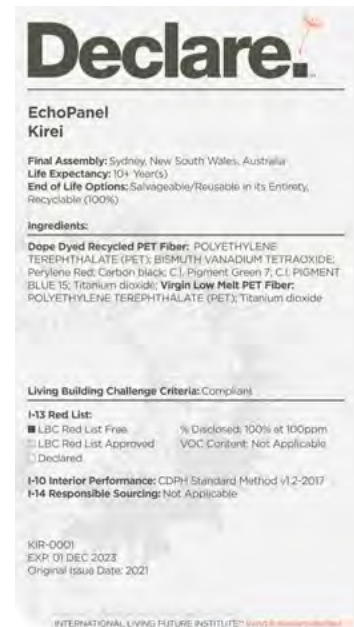 Declare.
EchoPanel
Kirei
Final Assembly: Sydney, New South Wales, Australia
Life Expectancy: 10+ Year(s)
End of Life Options: Salvageable/Reusable in its Entirety,
Recyclable (100%)
Ingredients:
Dope Dyed Recycled PET Fiber: POLYETHYLENE
TEREPHTHALATE (PET); BISMUTH VANADIUM TETRAOXIDE;
Perylene Red; Carbon black; C.I. Pigment Green 7; C.I. PIGMENT
BLUE 15; Titanium dioxide; Virgin Low Melt PET Fiber:
POLYETHYLENE TEREPHTHALATE (PET); Titanium dioxide
Living Building Challenge Criteria: Compliant
I-13 Red List:
LBC Red List Free % Disclosed: 100% at 100ppm
LBC Red List Approved VOC Content: Not Applicable
Declared
I-10 Interior Performance: CDPH Standard Method v1.2-2017
I-14 Responsible Sourcing: Not Applicable
KIR-0001
EXP. 01 DEC 2023
Original Issue Date: 2021
INTERNATIONAL LIVING FUTURE INSTITUTE™